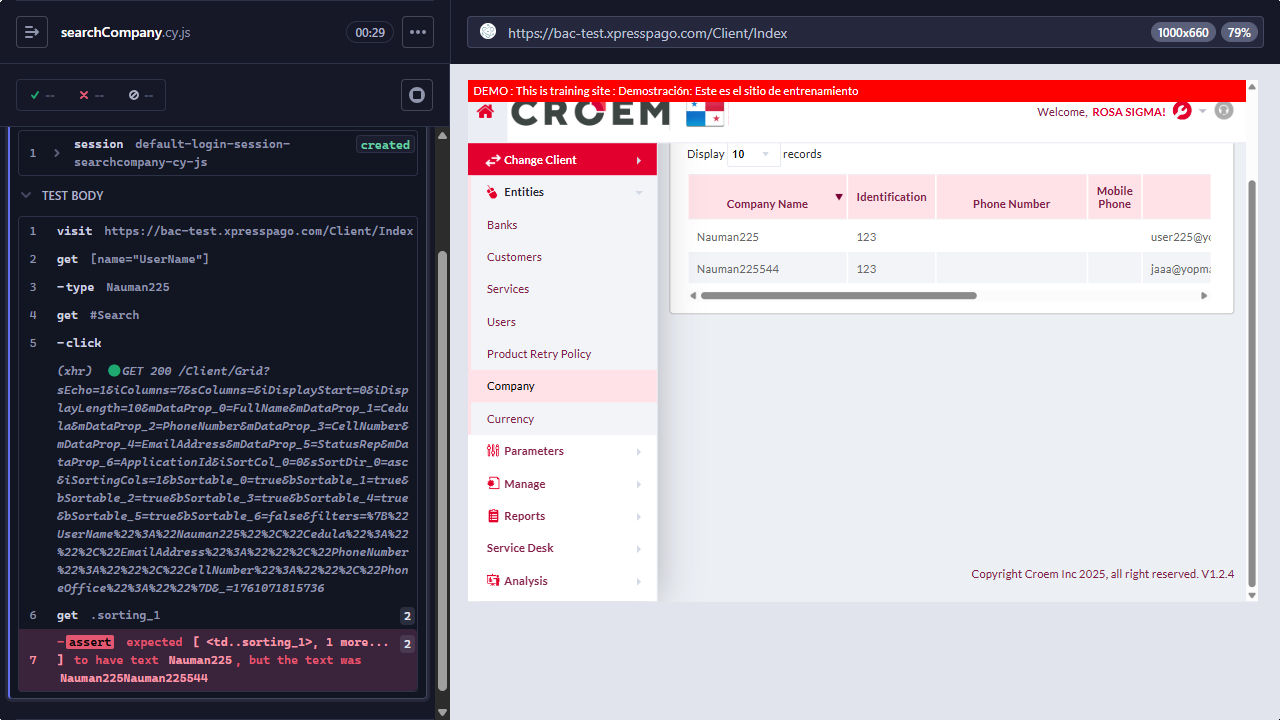 searchCompany.cy.js
00:29
--
--
--
1 session default-login-session-
searchcompany-cy-js
created
TEST BODY
1 visit https://bac-test.xpresspago.com/Client/Index
2 get [name="UserName"]
3 -type Nauman225
4 get #Search
5 -click
(xhr) GET 200 /Client/Grid?
sEcho=1&iColumns=7&sColumns=&iDisplayStart=0&iDisp
layLength=10&mDataProp_0=FullName&mDataProp_1=Cedu
la&mDataProp_2=PhoneNumber&mDataProp_3=CellNumber&
mDataProp_4=EmailAddress&mDataProp_5=StatusRep&mDa
taProp_6=ApplicationId&iSortCol_0=0&sSortDir_0=asc
&iSortingCols=1&bSortable_0=true&bSortable_1=true&
bSortable_2=true&bSortable_3=true&bSortable_4=true
&bSortable_5=true&bSortable_6=false&filters=%7B%22
UserName%22%3A%22Nauman225%22%2C%22Cedula%22%3A%22
%22%2C%22EmailAddress%22%3A%22%22%2C%22PhoneNumber
%22%3A%22%22%2C%22CellNumber%22%3A%22%22%2C%22Phon
eOffice%22%3A%22%22%7D&_=1761071815736
6 get .sorting_1 2
7 -assert expected [ <td..sorting_1>, 1 more... 2
] to have text Nauman225, but the text was
Nauman225Nauman225544
https://bac-test.xpresspago.com/Client/Index
1000x660
79%
DEMO : This is training site : Demostración: Este es el sitio de entrenamiento
CROEM
Welcome, ROSA SIGMA!
Change Client
Entities
Banks
Customers
Services
Users
Product Retry Policy
Company
Currency
Parameters
Manage
Reports
Service Desk
Analysis
Display 10 records
Company Name Identification Phone Number Mobile Phone
Nauman225 123 user225@yo
Nauman225544 123 jaaa@yopma
Copyright Croem Inc 2025, all right reserved. V1.2.4